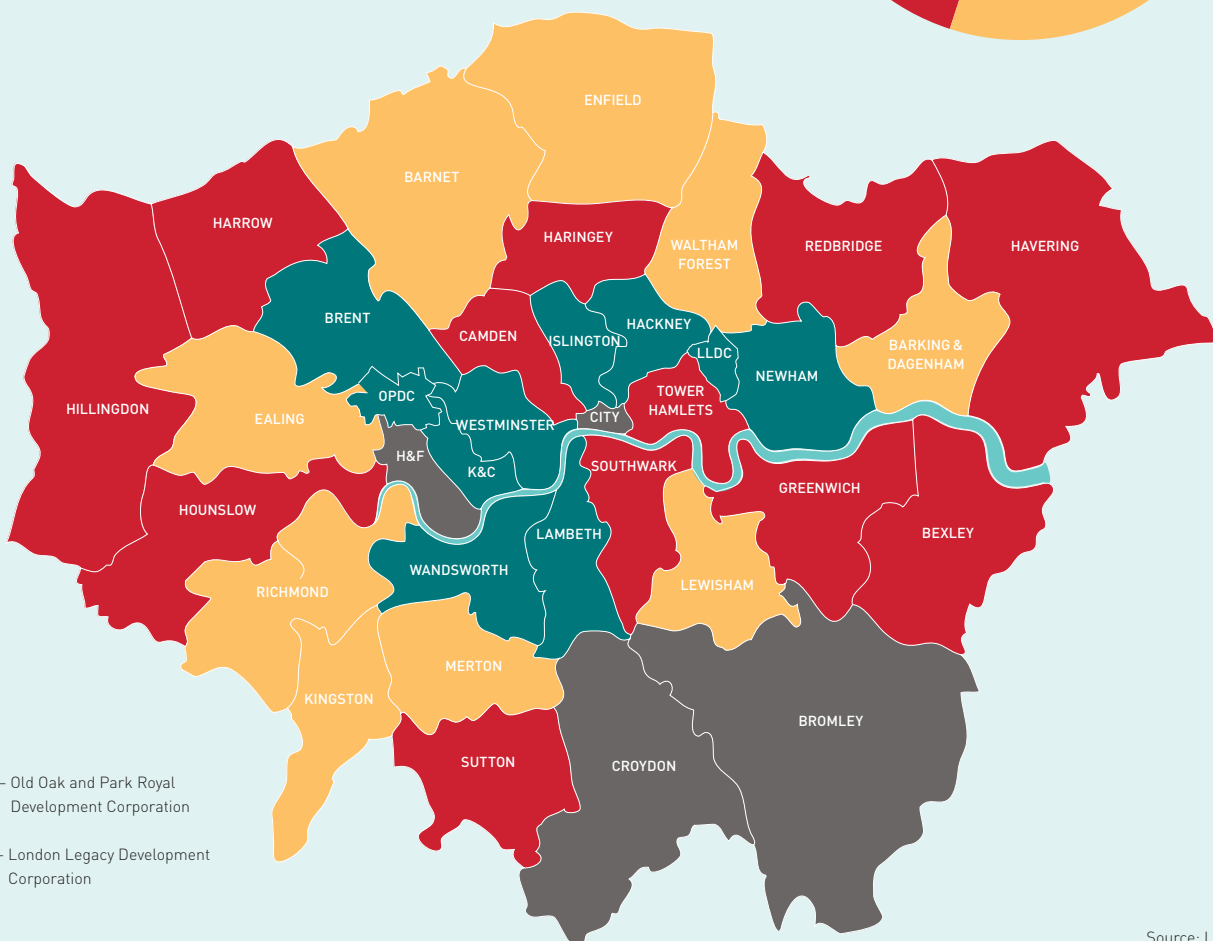 ENFIELD
BARNET
HARROW
HARINGEY
WALTHAM
FOREST
REDBRIDGE
HAVERING
BRENT
CAMDEN
ISLINGTON
HACKNEY
LLDC
NEWHAM
BARKING &
DAGENHAM
HILLINGDON
EALING
OPDC
WESTMINSTER
CITY
TOWER
HAMLETS
H&F
K&C
SOUTHWARK
GREENWICH
HOUNSLOW
LAMBETH
BEXLEY
RICHMOND
WANDSWORTH
LEWISHAM
MERTON
KINGSTON
BROMLEY
SUTTON
CROYDON
– Old Oak and Park Royal
Development Corporation
- London Legacy Development
Corporation
Source: